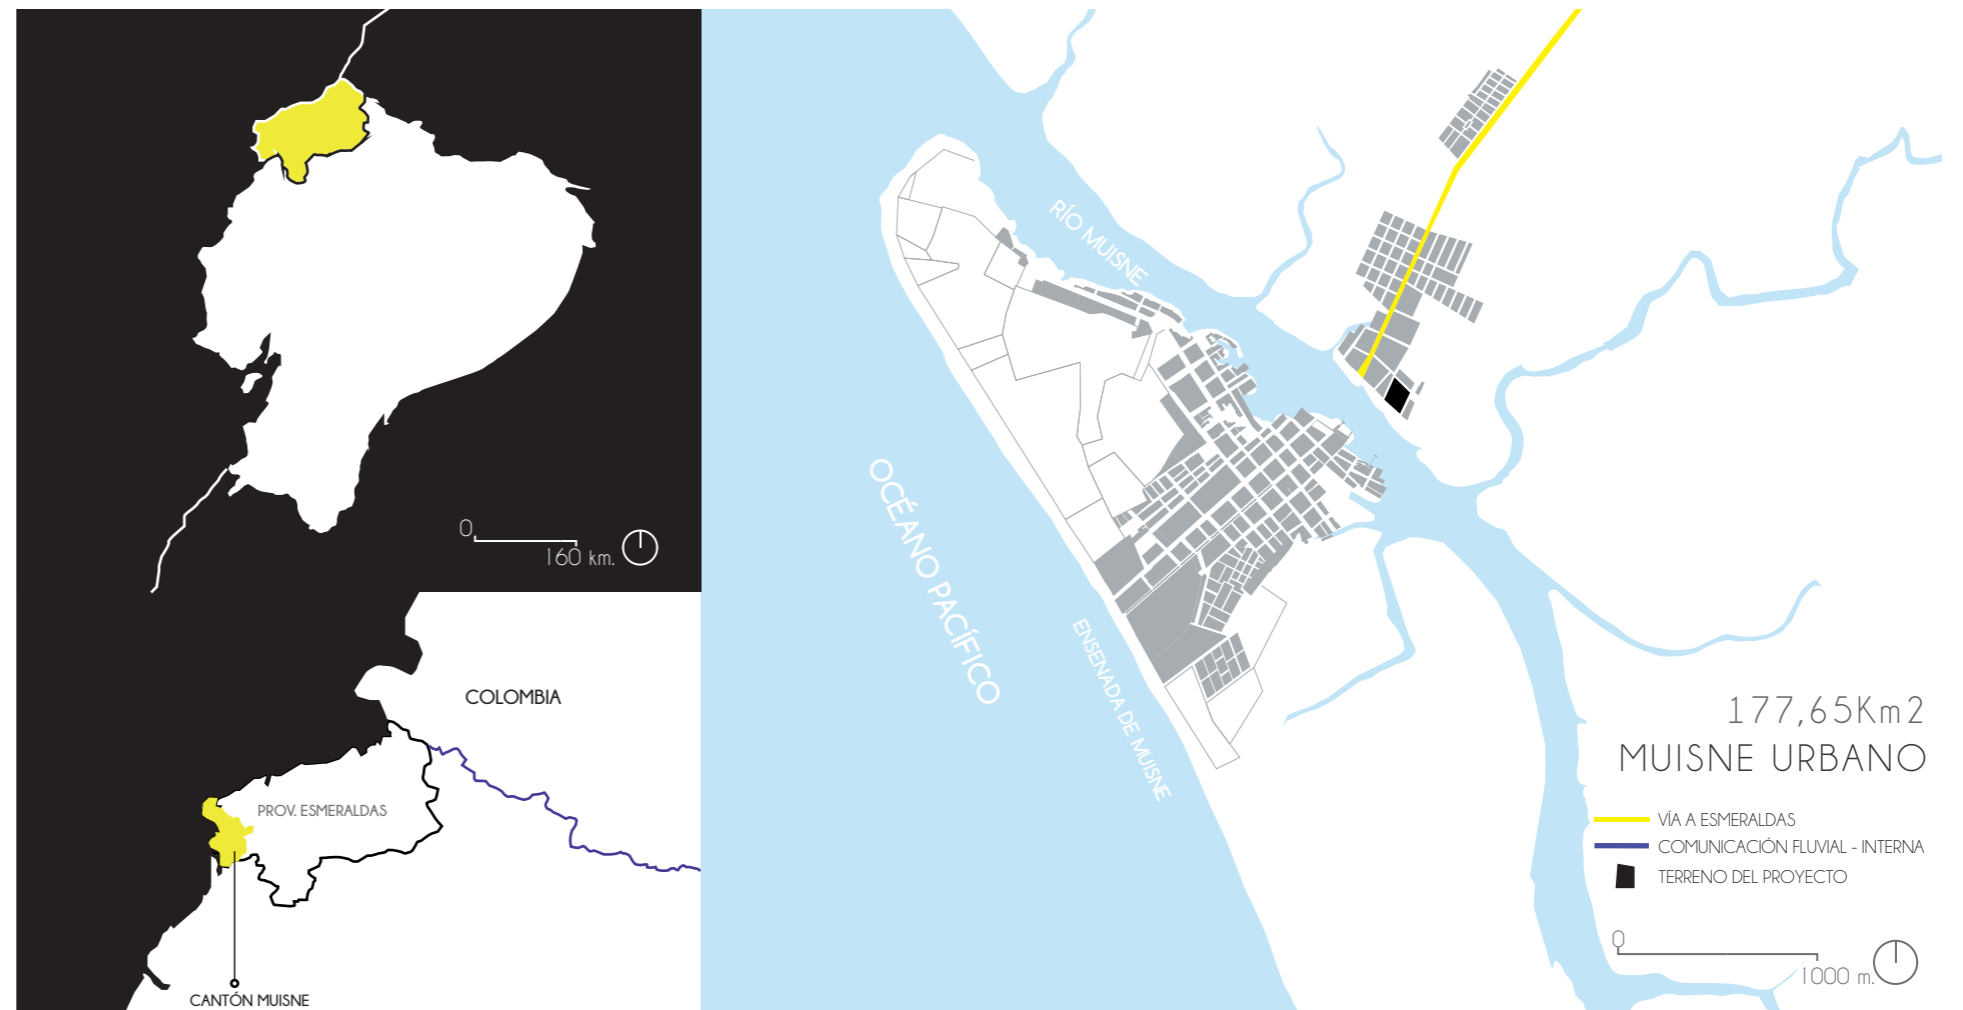 0
160 km.
COLOMBIA
PROV. ESMERALDAS
CANTÓN MUISNE
RÍO MUISNE
OCÉANO PACÍFICO
ENSENADA DE MUISNE
177,65Km2
MUISNE URBANO
VÍA A ESMERALDAS
COMUNICACIÓN FLUVIAL - INTERNA
TERRENO DEL PROYECTO
0
1000 m.